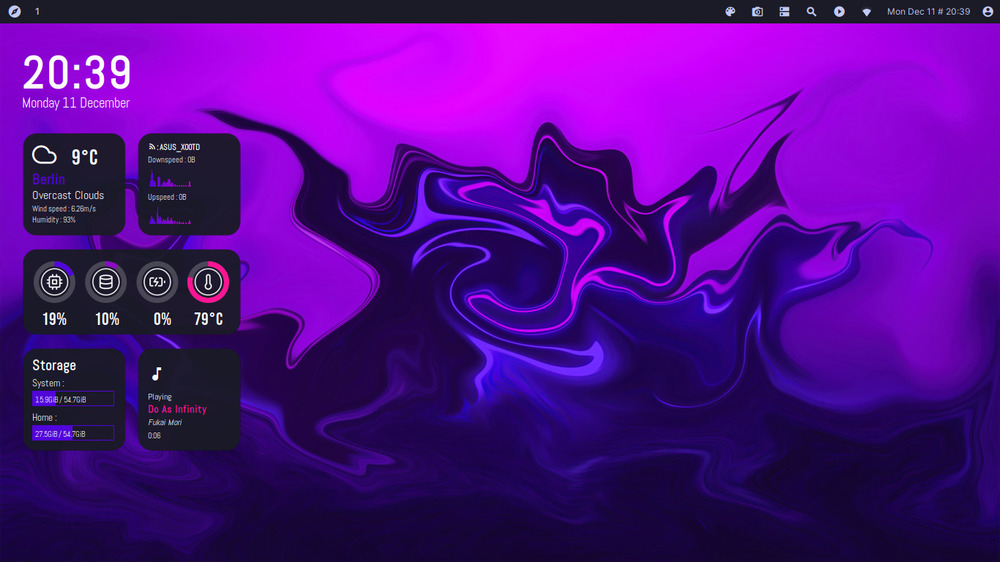 1
Mon Dec 11 # 20:39
20:39
Monday 11 December
9°C
Berlin
Overcast Clouds
Wind speed : 6.26m/s
Humidity : 93%
:ASUS_X00TD
Downspeed : 0B
Upspeed : 0B
19%
10%
0%
79°C
Storage
System :
15.9GiB / 54.7GiB
Home :
27.5GiB / 54.7GiB
Playing
Do As Infinity
Fukai Mori
0:06